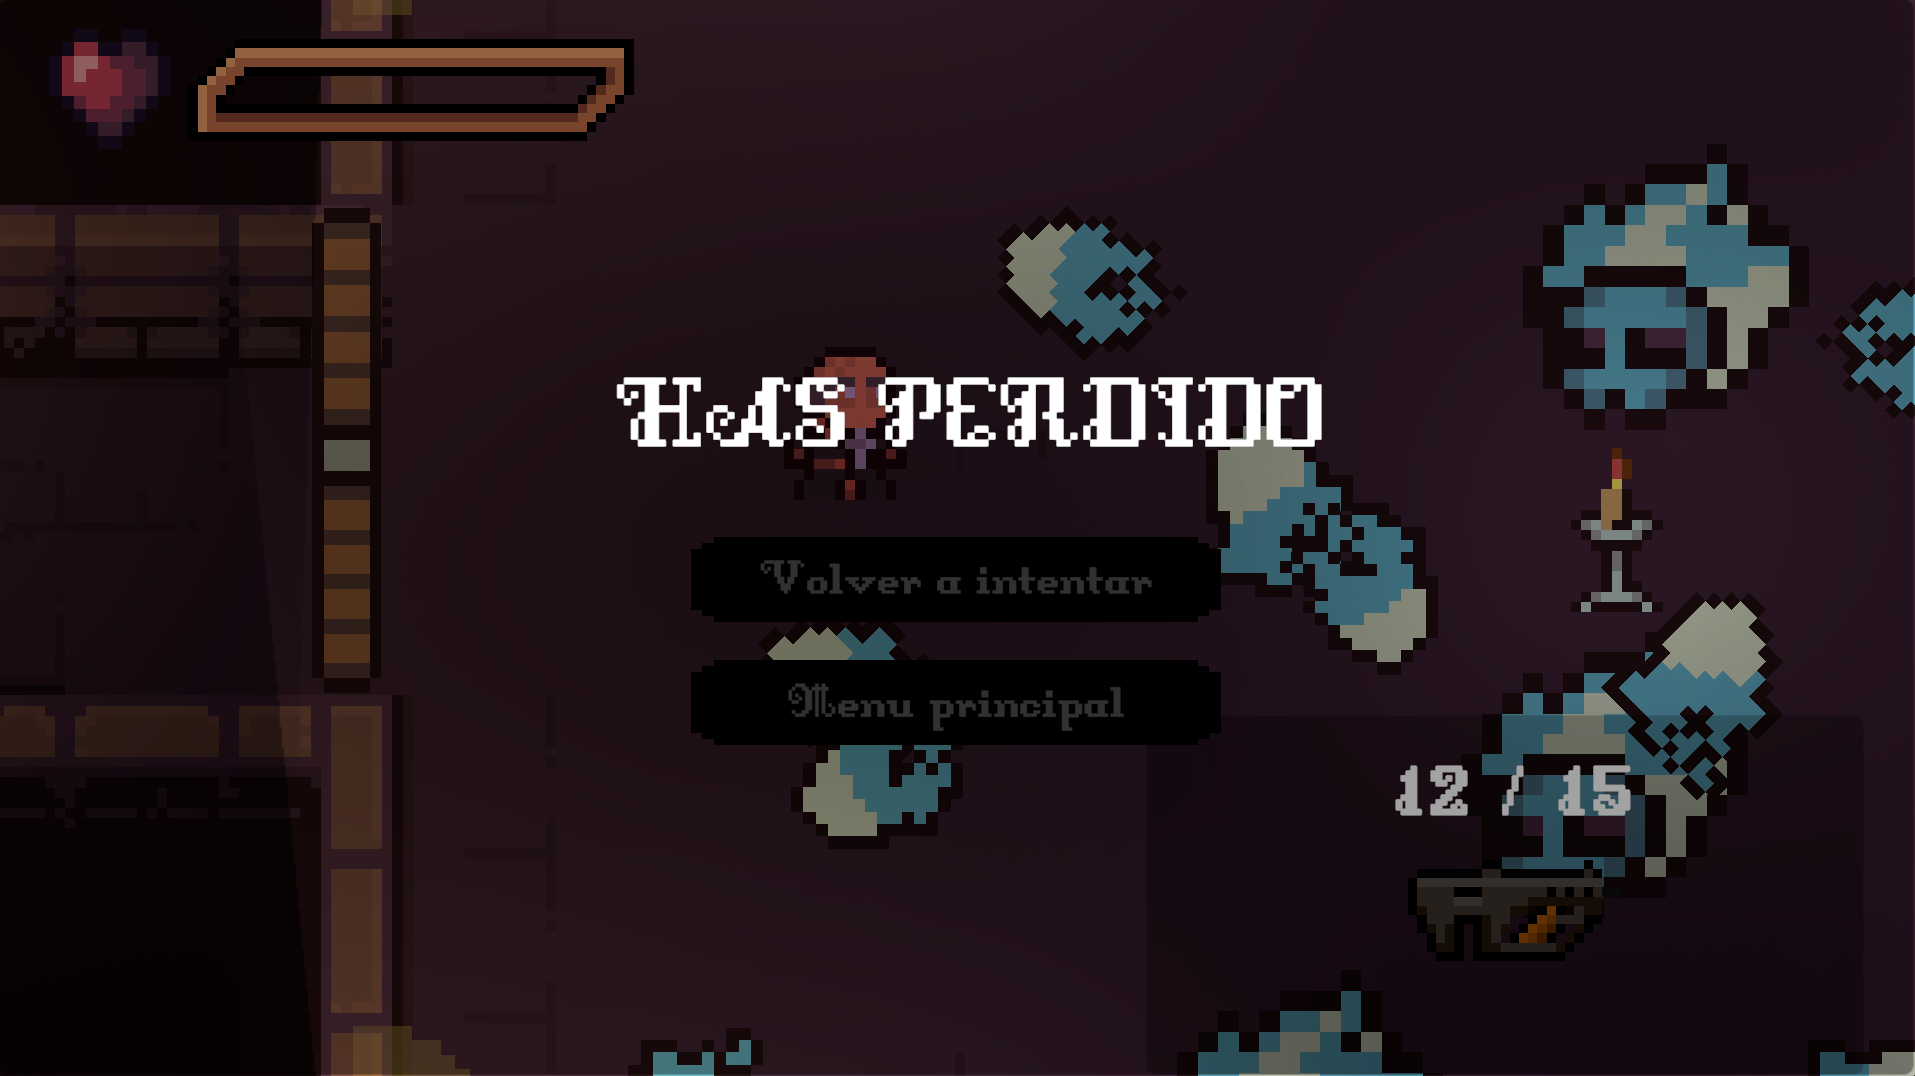 HAS PERDIDO
Volver a intentar
Menu principal
12 / 15